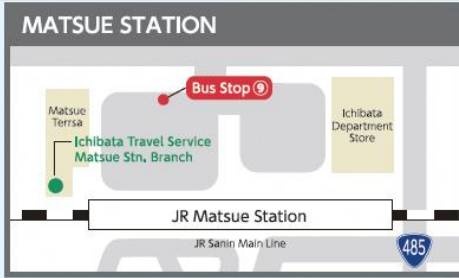 MATSUE STATION
Bus Stop ⑨
Matsue
Terrsa
Ichibata
Department
Store
Ichibata Travel Service
Matsue Stn, Branch
JR Matsue Station
JR Sanin Main Line
485